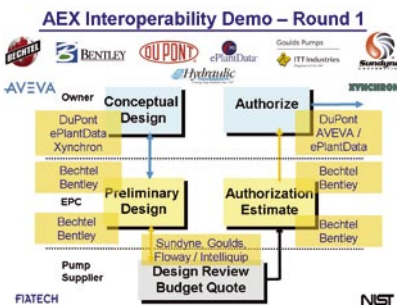 AEX Interoperability Demo – Round 1
BECHTEL
BENTLEY
DUPONT
ePlantData
Goulds Pumps
ITT Industries
Sundyne
Hydraulic
AVEVA
XYNCHRON
Owner
Conceptual
Design
Authorize
DuPont
ePlantData
Xynchron
DuPont
AVEVA /
ePlantData
Bechtel
Bentley
Bechtel
Bentley
EPC
Preliminary
Design
Authorization
Estimate
Bechtel
Bentley
Bechtel
Bentley
Sundyne, Goulds,
Floway / Intelliquip
Pump
Supplier
Design Review
Budget Quote
FIATECH
NIST